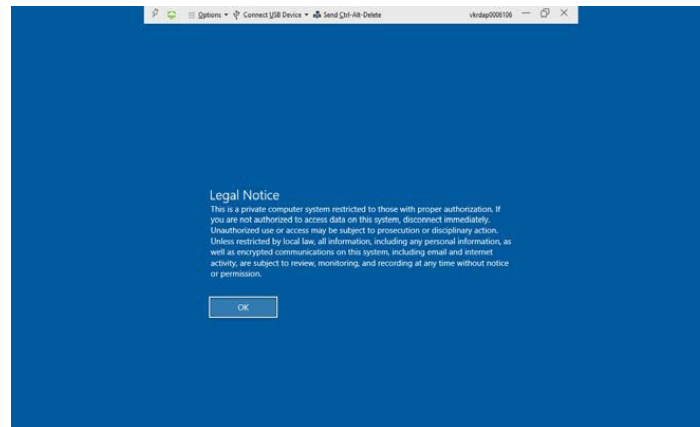 Options Connect USB Device Send Ctrl-Alt-Delete vkrdap0006106
Legal Notice
This is a private computer system restricted to those with proper authorization. If
you are not authorized to access data on this system, disconnect immediately.
Unauthorized use or access may be subject to prosecution or disciplinary action.
Unless restricted by local law, all information, including any personal information, as
well as encrypted communications on this system, including email and internet
activity, are subject to review, monitoring, and recording at any time without notice
or permission.
OK